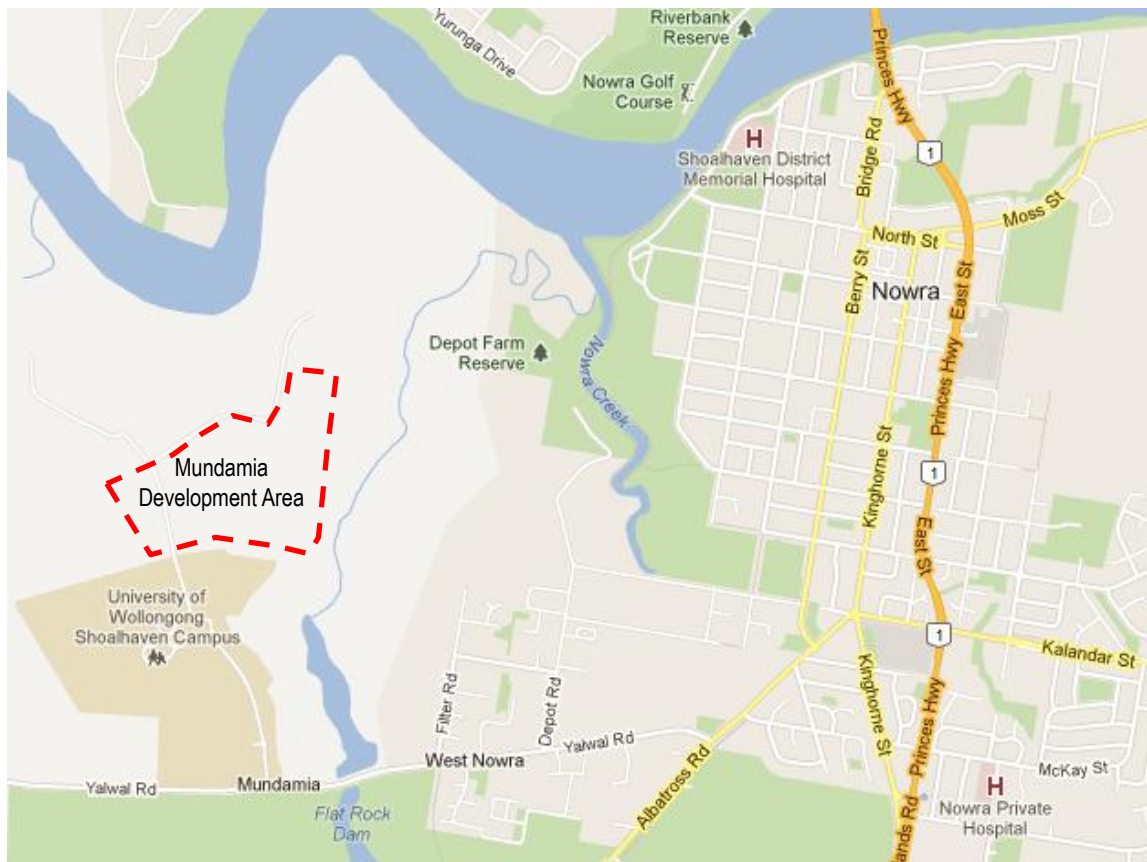 Riverbank
Reserve
Yurunga Drive
Princes Hwy
Nowra Golf
Course
H
Shoalhaven District
Memorial Hospital
Bridge Rd
1
Moss St
North St
Berry St
Nowra
East St
Depot Farm
Reserve
Nowra Creek
Princes Hwy
Kinghorne St
1
Mundamia
Development Area
East St
University of
Wollongong
Shoalhaven Campus
1
Kalandar St
Filter Rd
Depot Rd
Kinghorne St
Princes Hwy
West Nowra
Yalwal Rd
Albatross Rd
McKay St
Yalwal Rd
Mundamia
H
Flat Rock
Dam
Nowra Private
Hospital
ands Rd